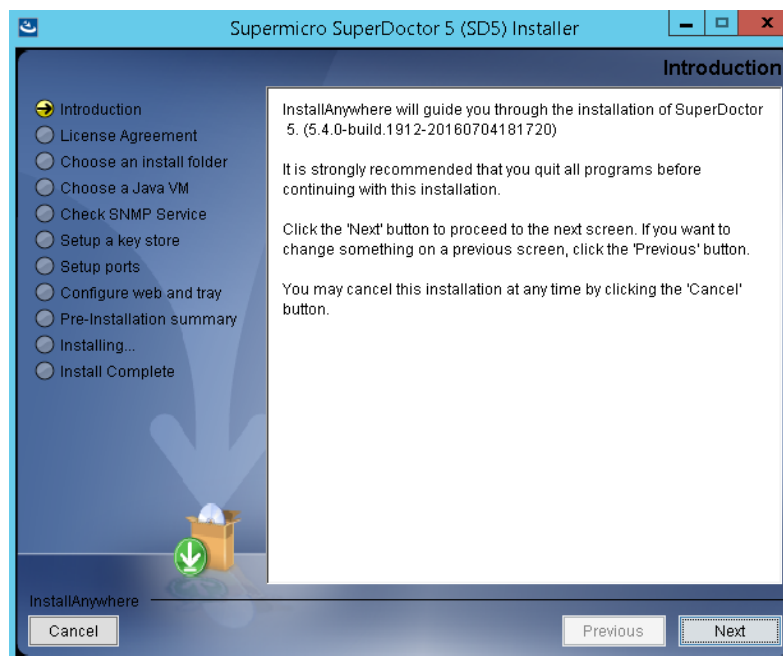 Supermicro SuperDoctor 5 (SD5) Installer
Introduction
Introduction
License Agreement
Choose an install folder
Choose a Java VM
Check SNMP Service
Setup a key store
Setup ports
Configure web and tray
Pre-Installation summary
Installing...
Install Complete
InstallAnywhere will guide you through the installation of SuperDoctor
5. (5.4.0-build.1912-20160704181720)
It is strongly recommended that you quit all programs before
continuing with this installation.
Click the 'Next' button to proceed to the next screen. If you want to
change something on a previous screen, click the 'Previous' button.
You may cancel this installation at any time by clicking the 'Cancel'
button.
InstallAnywhere
Cancel
Previous
Next